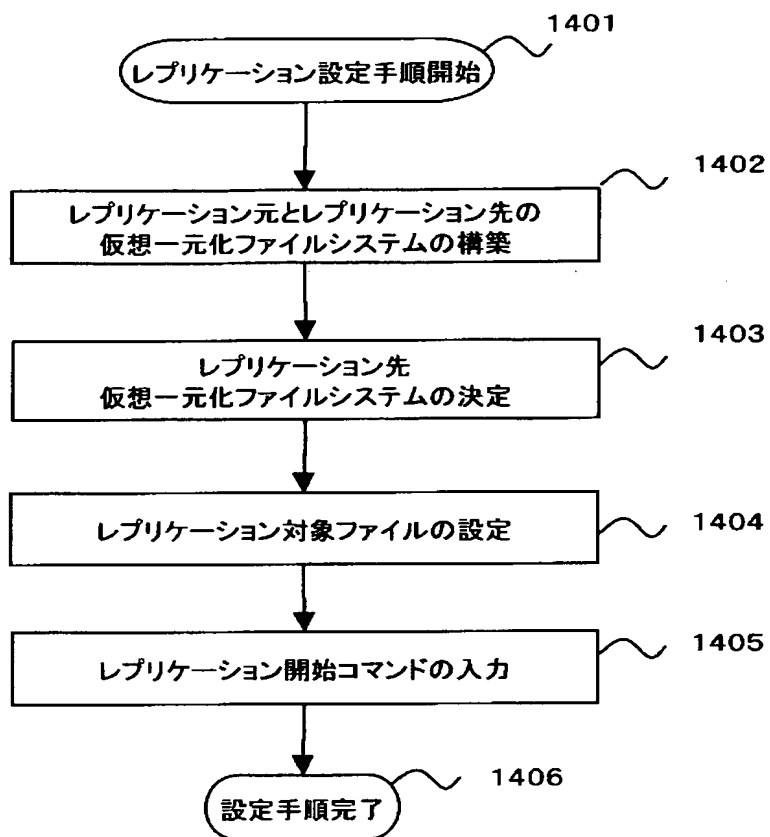 1401
レプリケーション設定手順開始
1402
レプリケーション元とレプリケーション先の
仮想一元化ファイルシステムの構築
1403
レプリケーション先
仮想一元化ファイルシステムの決定
レプリケーション対象ファイルの設定
1404
1405
レプリケーション開始コマンドの入力
1406
設定手順完了